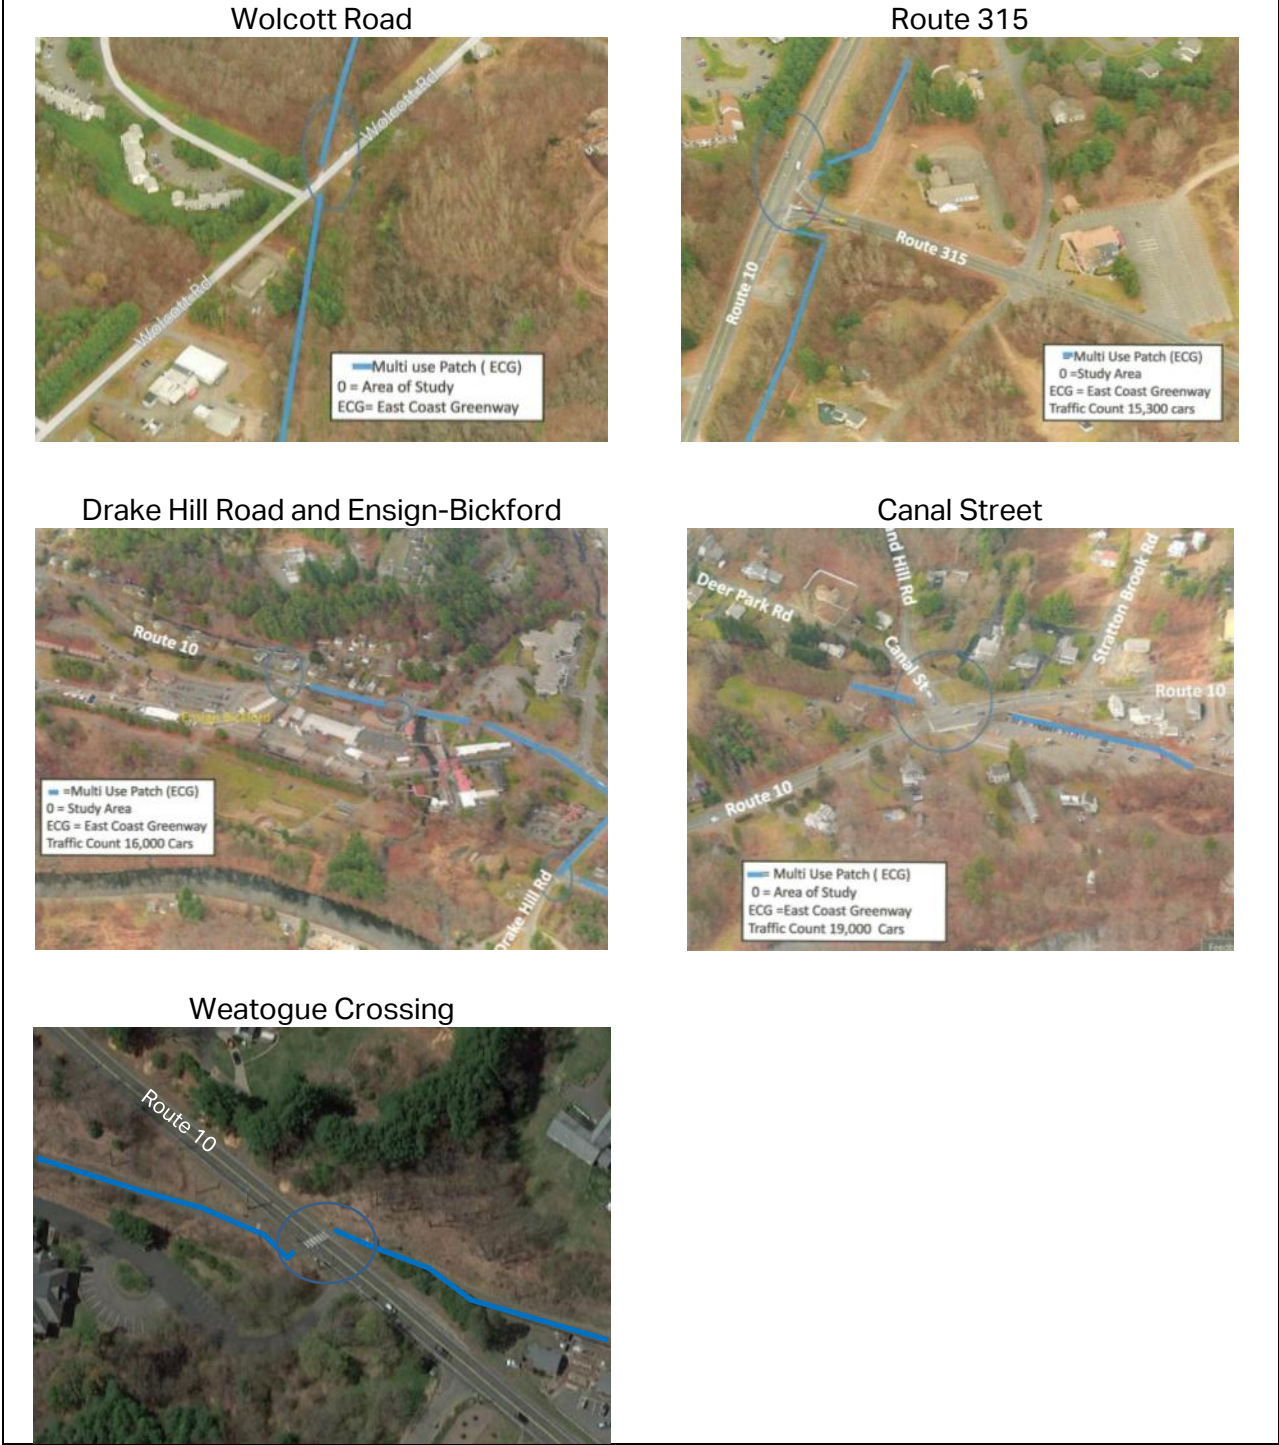 Wolcott Road
Wolcott Rd
Wolcott Rd
Multi use Patch ( ECG)
0 = Area of Study
ECG= East Coast Greenway
Route 315
Route 315
Route 10
Multi Use Patch (ECG)
0 =Study Area
ECG = East Coast Greenway
Traffic Count 15,300 cars
Drake Hill Road and Ensign-Bickford
Route 10
Ensign Bickford
=Multi Use Patch (ECG)
0 = Study Area
ECG = East Coast Greenway
Traffic Count 16,000 Cars
Drake Hill Rd
Canal Street
nd Hill Rd
Deer Park Rd
Canal St
Stratton Brook Rd
Route 10
Route 10
= Multi Use Patch ( ECG)
0 = Area of Study
ECG =East Coast Greenway
Traffic Count 19,000 Cars
Weatogue Crossing
Route 10